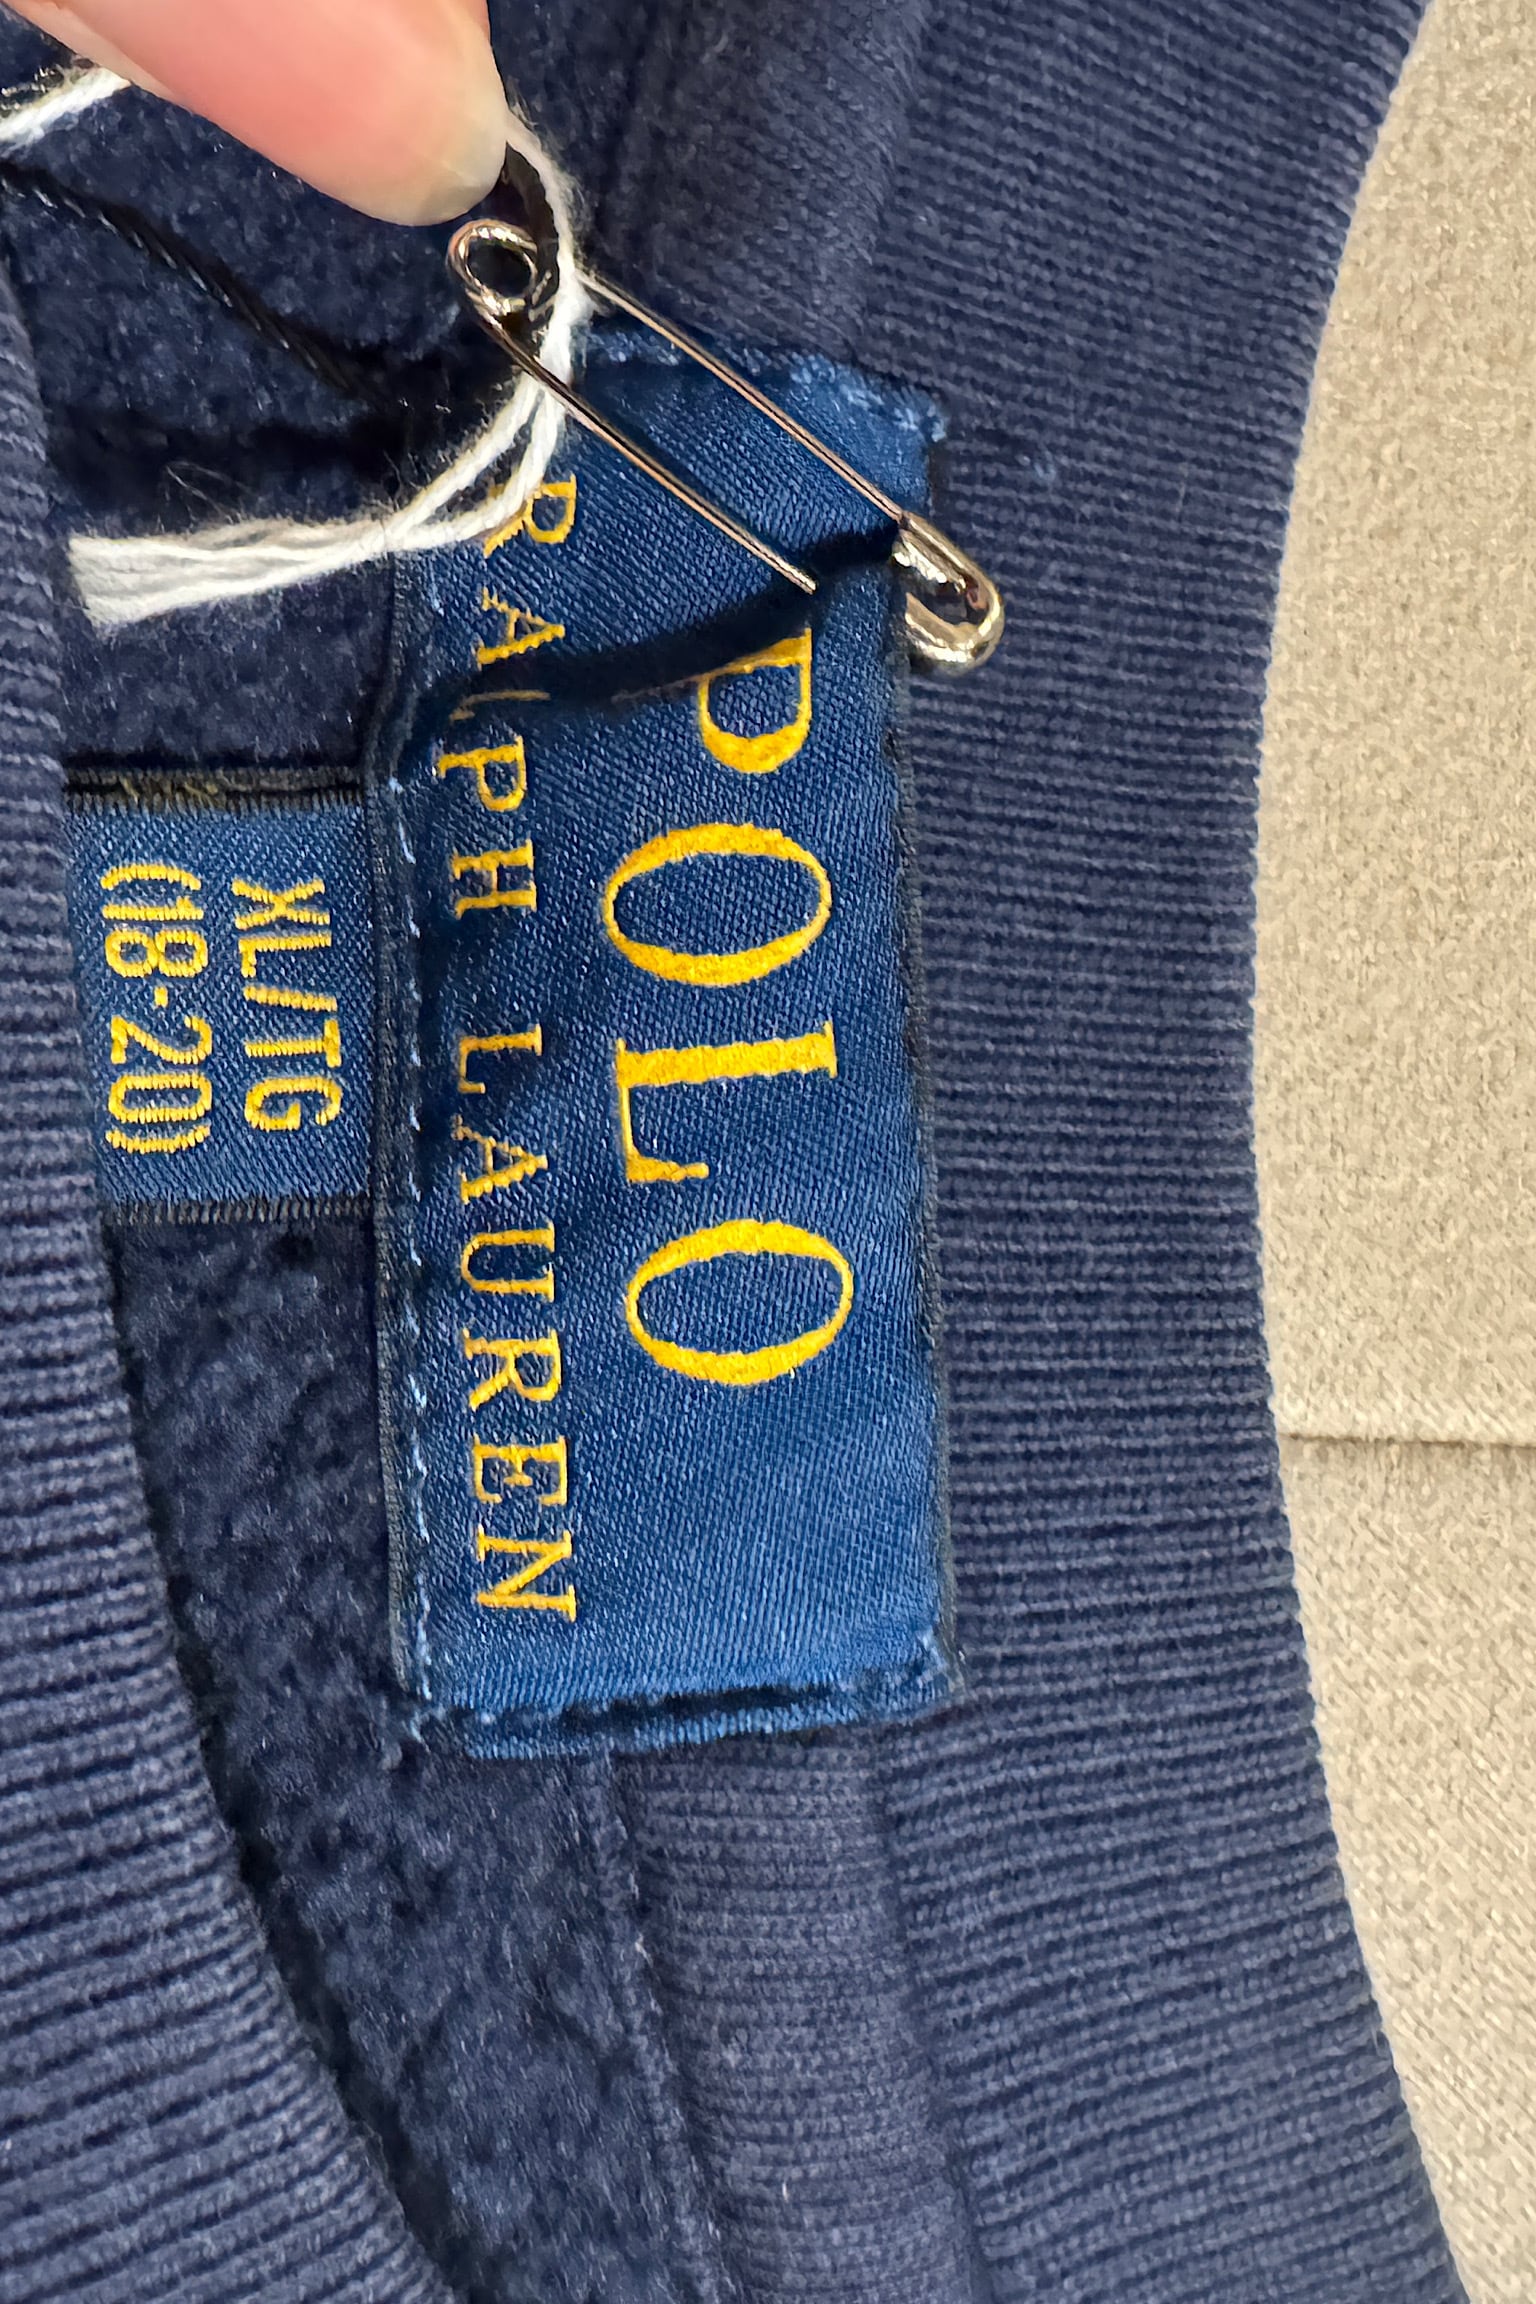 POLO
RALPH LAUREN
XL/TG
(18-20)